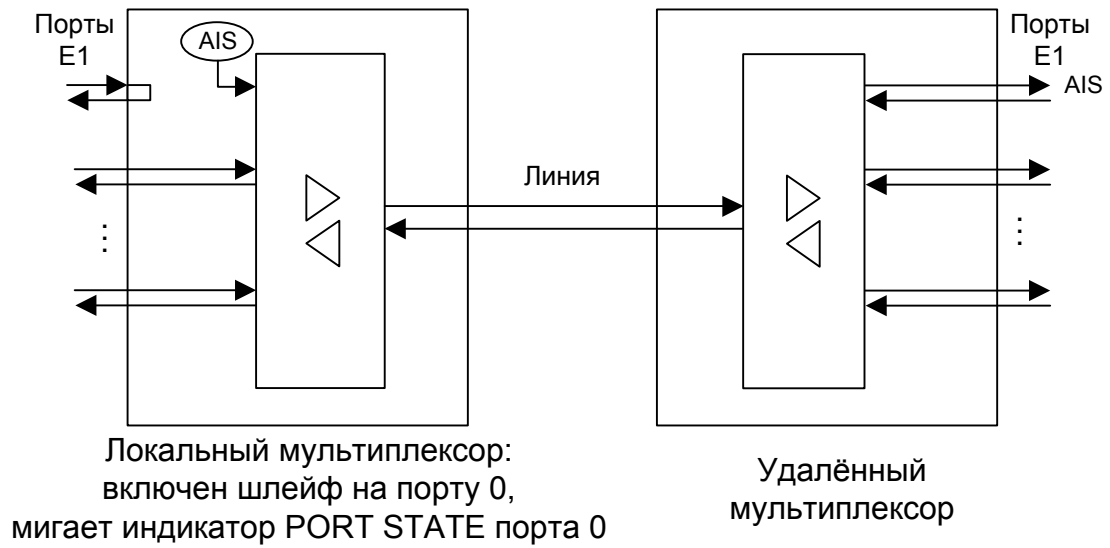 Порты
E1
AIS
Порты
E1
AIS
Линия
Локальный мультиплексор:
включен шлейф на порту 0,
мигает индикатор PORT STATE порта 0
Удалённый
мультиплексор